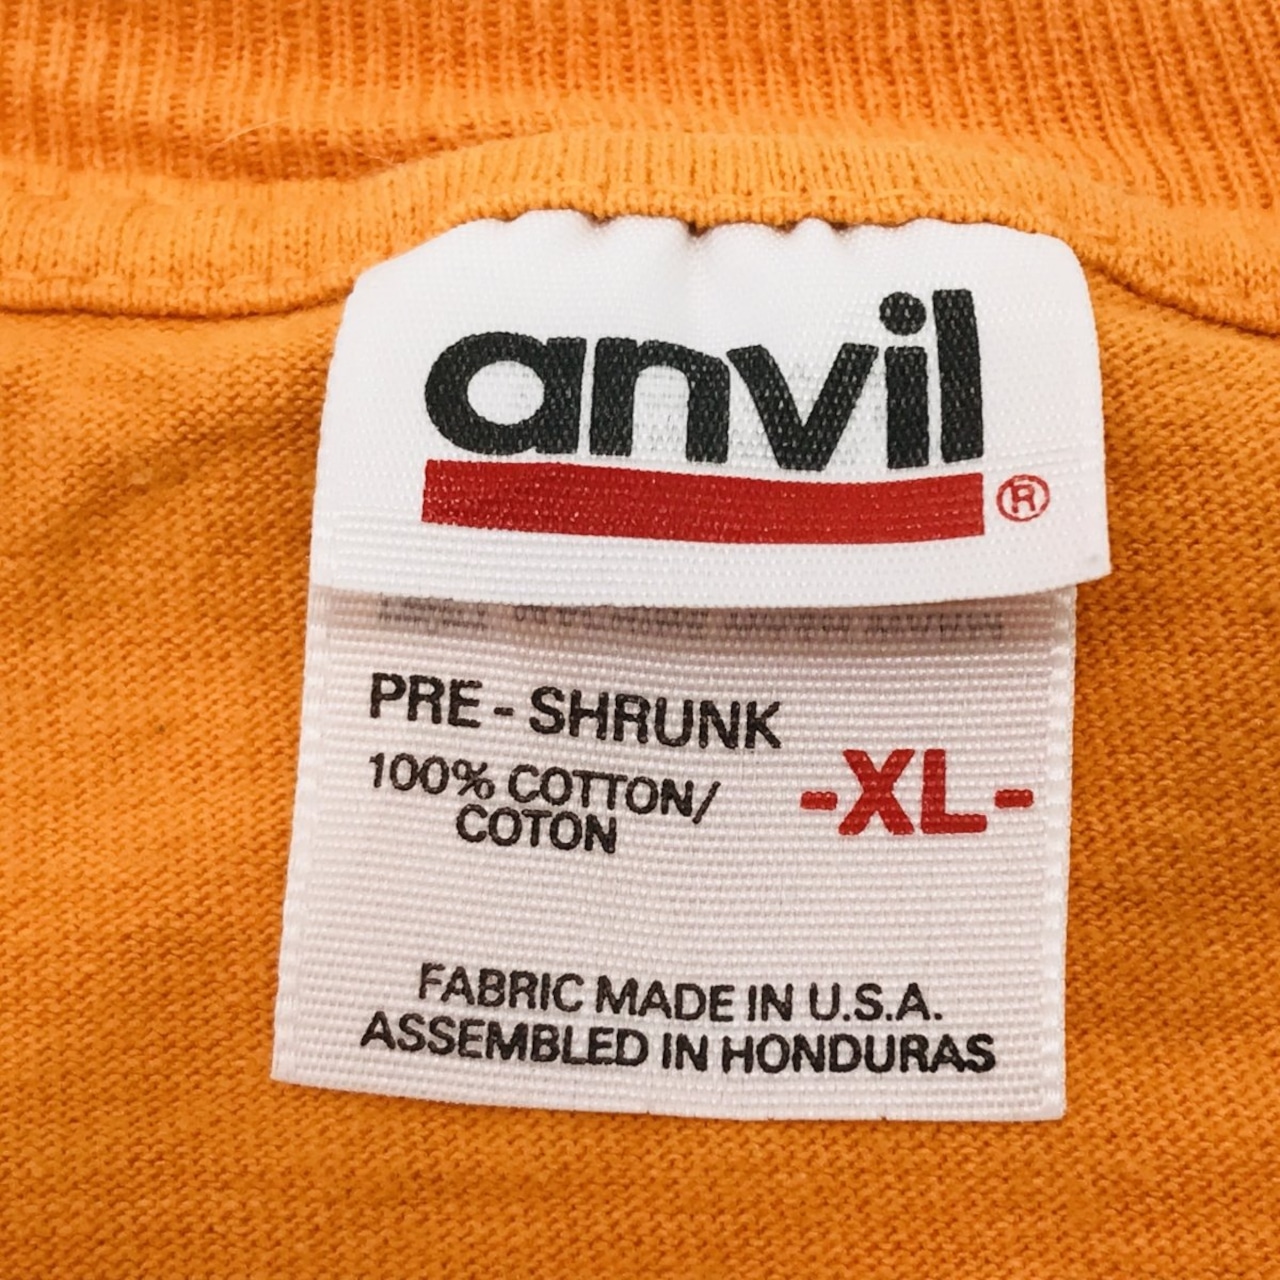 anvil
®
PRE-SHRUNK
100% COTTON/
COTON
-XL-
FABRIC MADE IN U.S.A.
ASSEMBLED IN HONDURAS